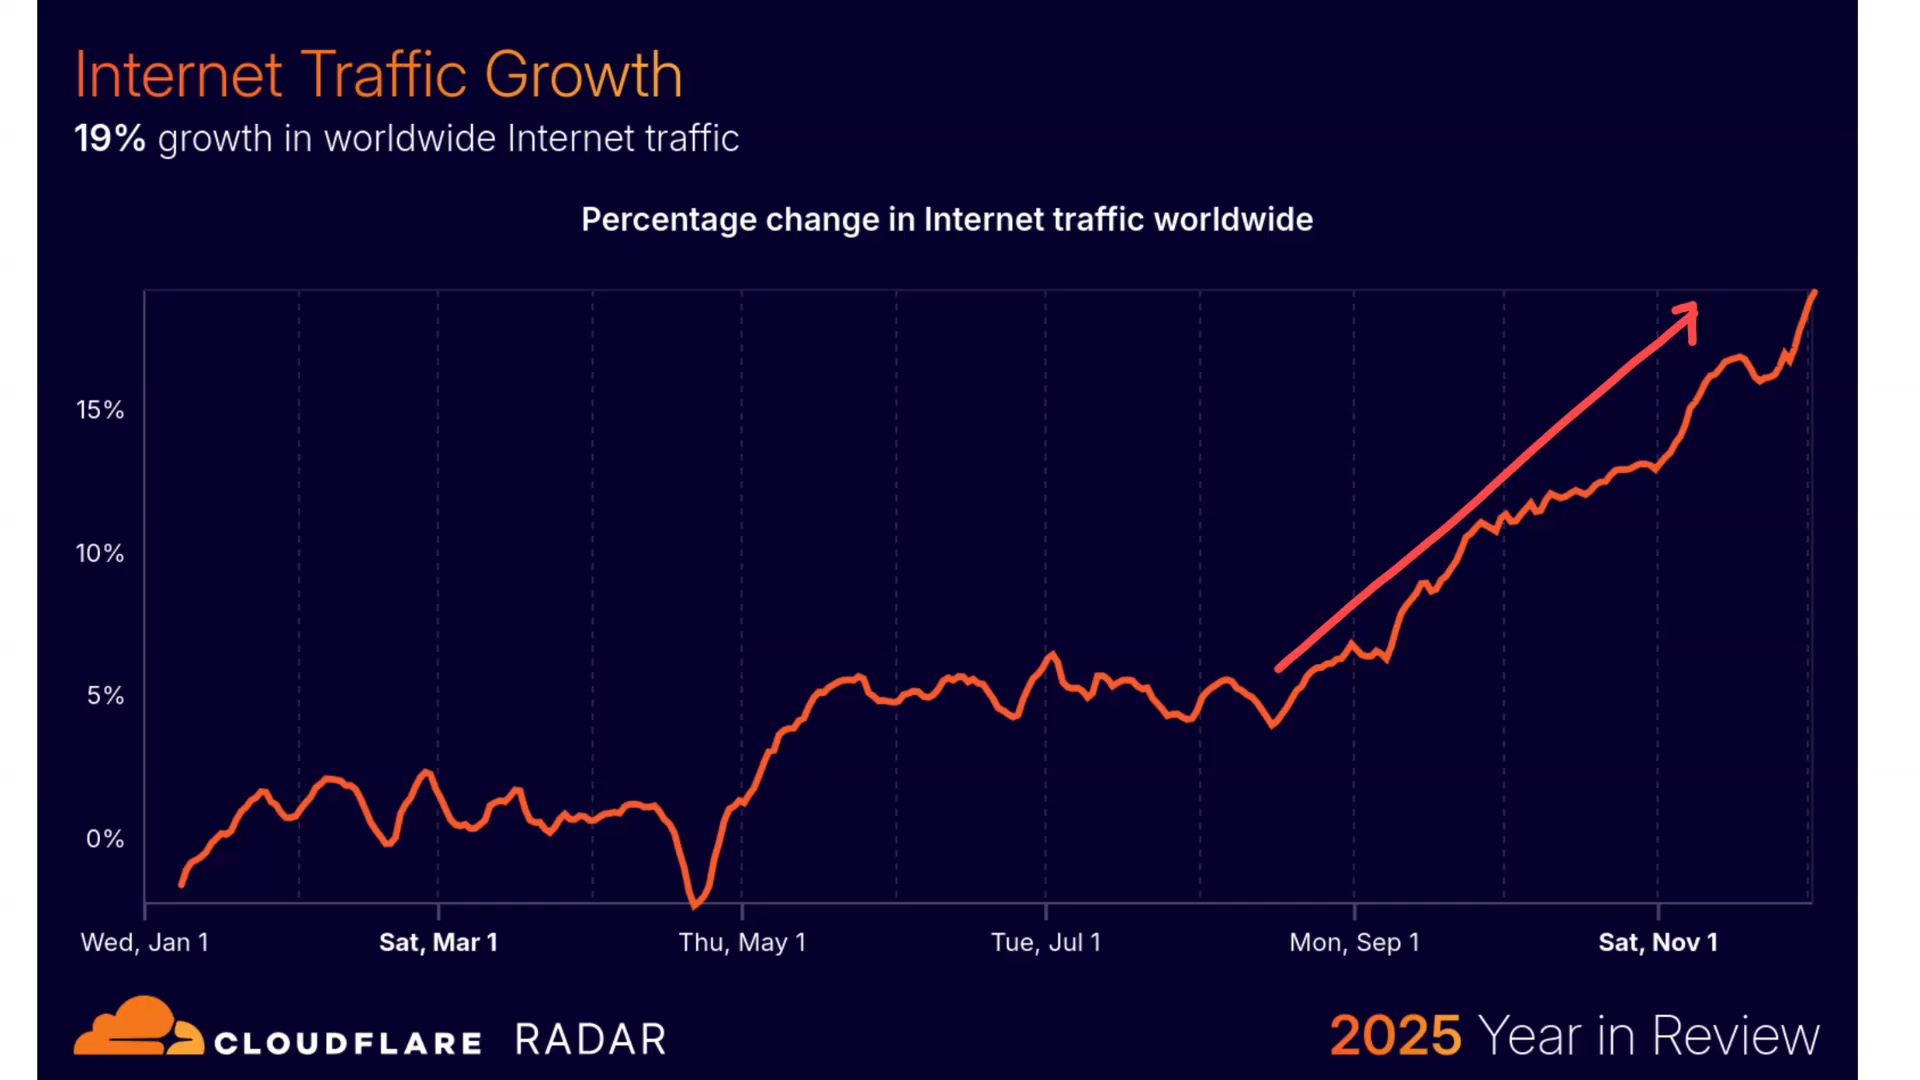 Internet Traffic Growth
19% growth in worldwide Internet traffic
Percentage change in Internet traffic worldwide
15%
10%
5%
0%
Wed, Jan 1
Sat, Mar 1
Thu, May 1
Tue, Jul 1
Mon, Sep 1
Sat, Nov 1
CLOUDFLARE RADAR
2025 Year in Review